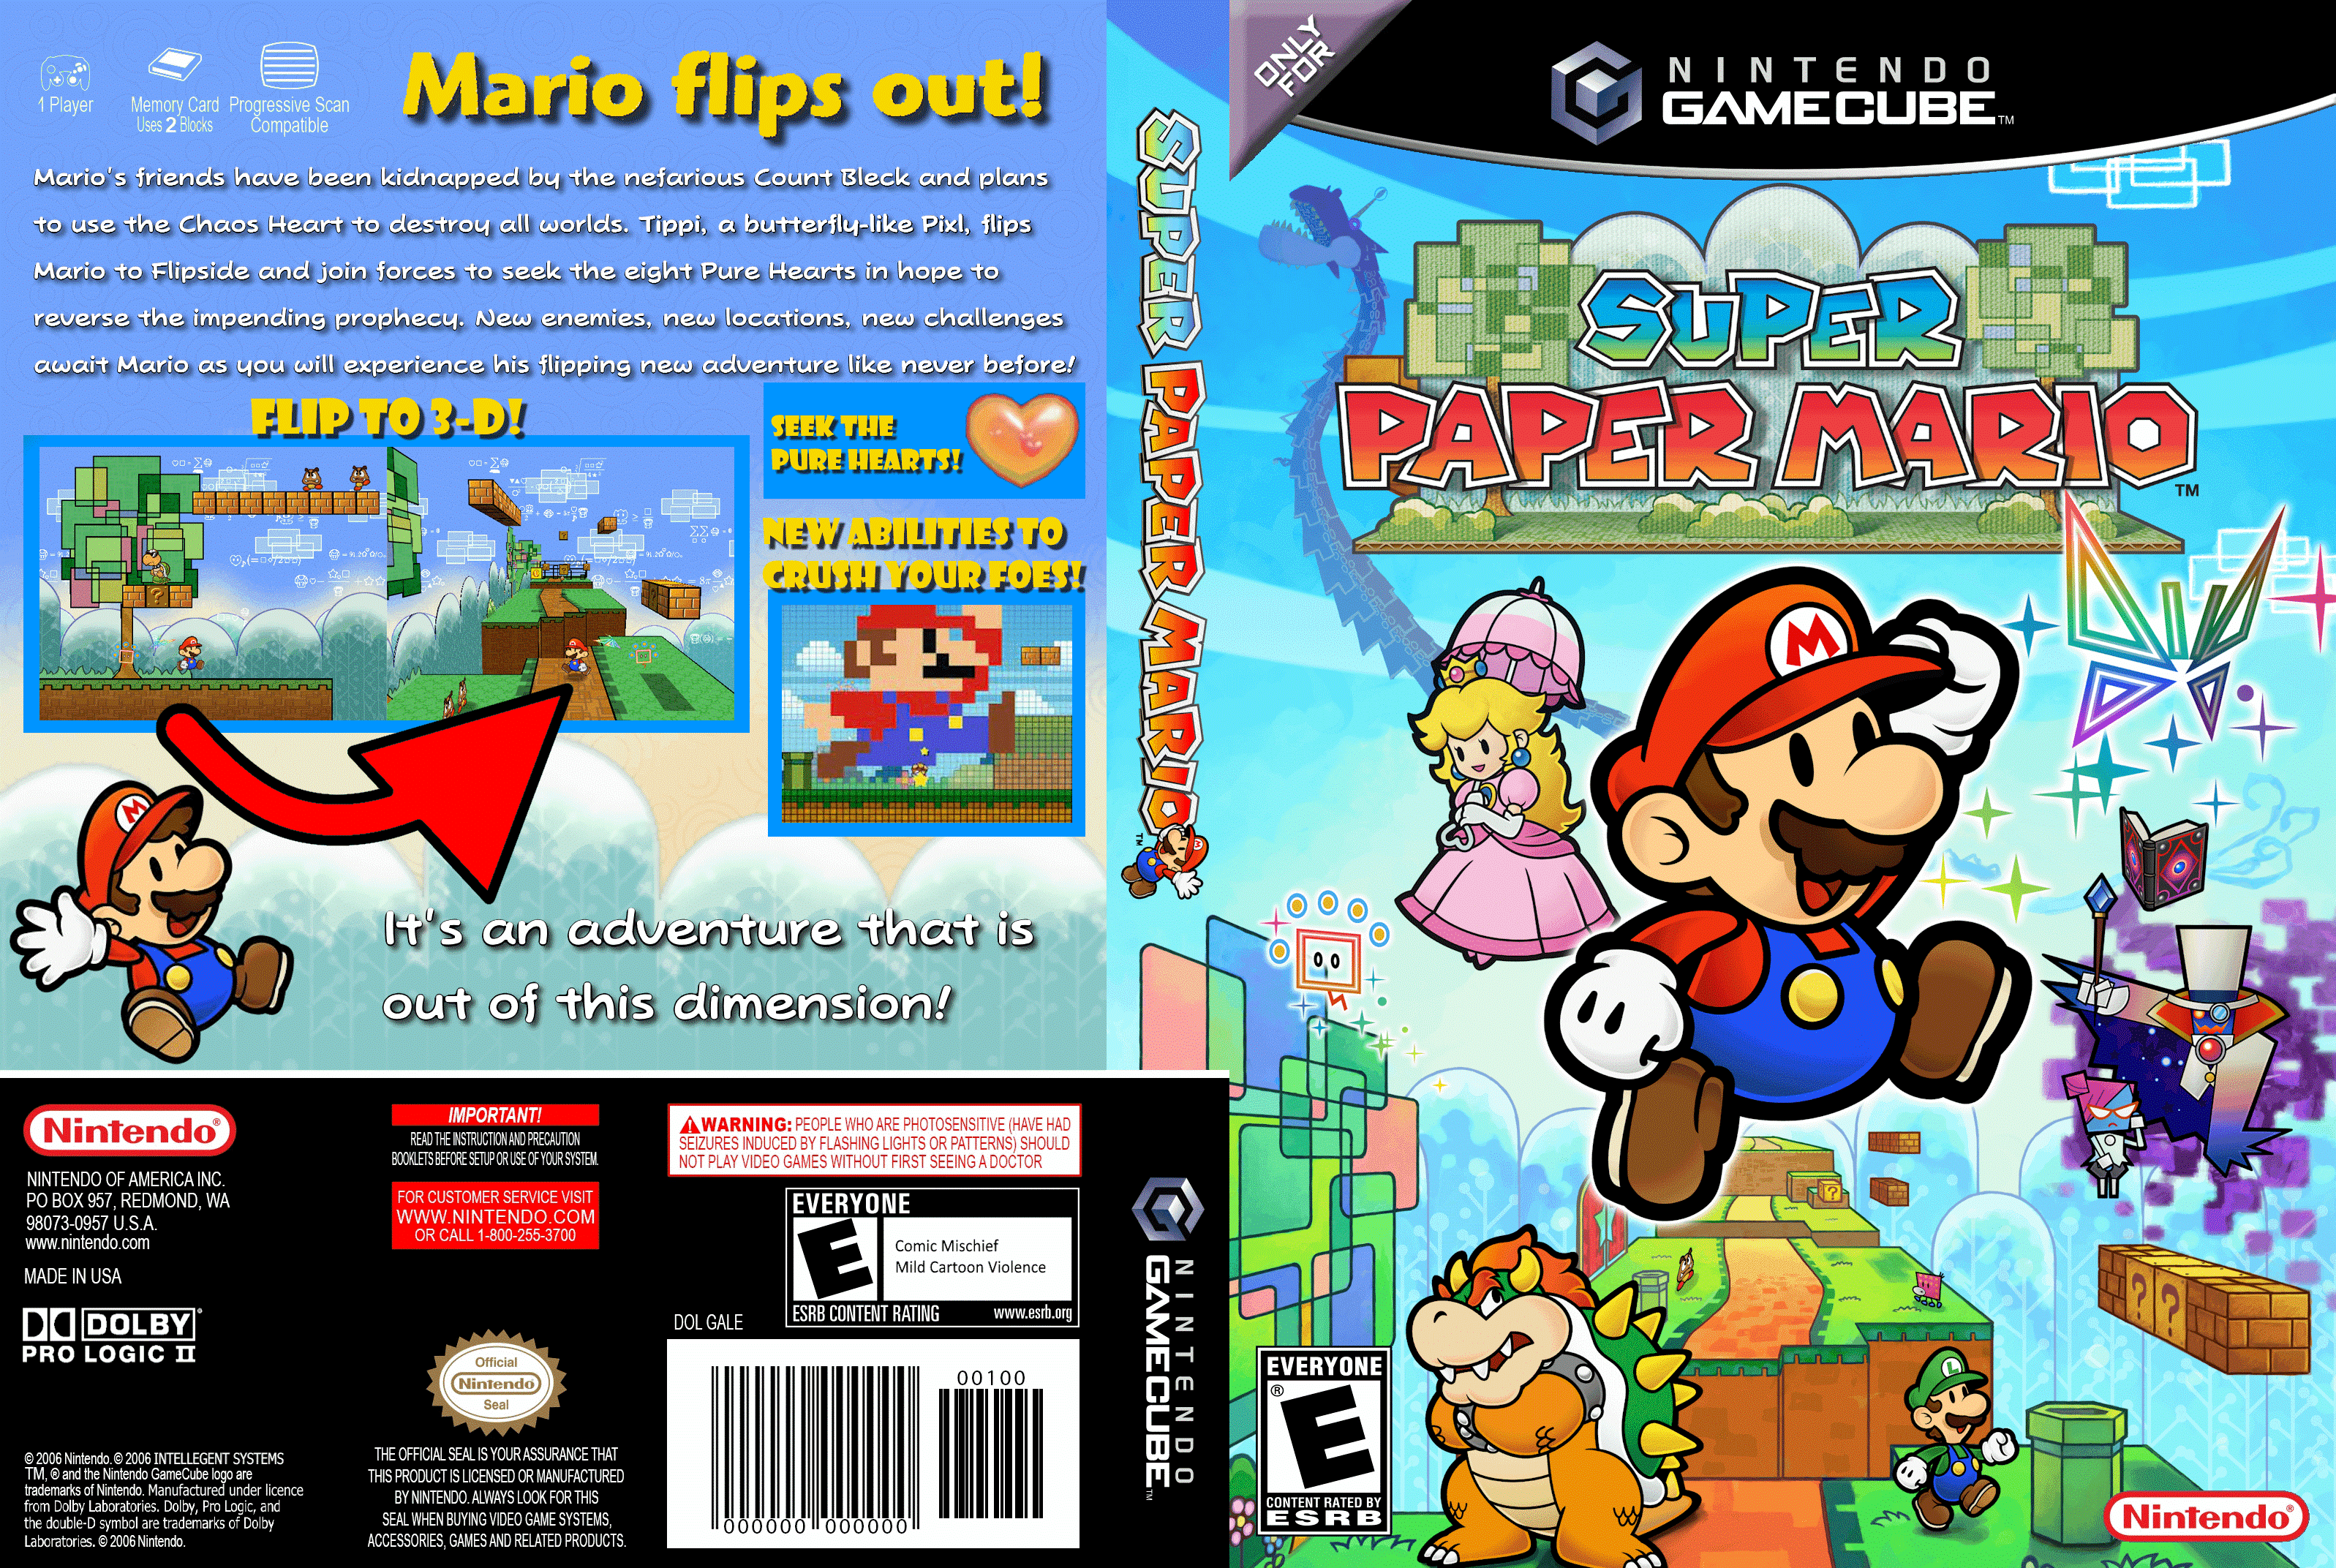 1 Player
Memory Card
Uses 2 Blocks
Progressive Scan
Compatible
Mario flips out!
Mario's friends have been kidnapped by the nefarious Count Bleck and plans
to use the Chaos Heart to destroy all worlds. Tippi, a butterfly-like Pixl, flips
Mario to Flipside and join forces to seek the eight Pure Hearts in hope to
reverse the impending prophecy. New enemies, new locations, new challenges
await Mario as you will experience his flipping new adventure like never before!
FLIP TO 3-D!
SEEK THE
PURE HEARTS!
NEW ABILITIES TO
CRUSH YOUR FOES!
It's an adventure that is
out of this dimension!
Nintendo®
NINTENDO OF AMERICA INC.
PO BOX 957, REDMOND, WA
98073-0957 U.S.A.
www.nintendo.com
MADE IN USA
DOLBY®
PRO LOGIC II
© 2006 Nintendo. © 2006 INTELLEGENT SYSTEMS
TM, ® and the Nintendo GameCube logo are
trademarks of Nintendo. Manufactured under licence
from Dolby Laboratories. Dolby, Pro Logic, and
the double-D symbol are trademarks of Dolby
Laboratories. © 2006 Nintendo.
IMPORTANT!
READ THE INSTRUCTION AND PRECAUTION
BOOKLETS BEFORE SETUP OR USE OF YOUR SYSTEM.
FOR CUSTOMER SERVICE VISIT
WWW.NINTENDO.COM
OR CALL 1-800-255-3700
Official
Nintendo
Seal
THE OFFICIAL SEAL IS YOUR ASSURANCE THAT
THIS PRODUCT IS LICENSED OR MANUFACTURED
BY NINTENDO. ALWAYS LOOK FOR THIS
SEAL WHEN BUYING VIDEO GAME SYSTEMS,
ACCESSORIES, GAMES AND RELATED PRODUCTS.
WARNING: PEOPLE WHO ARE PHOTOSENSITIVE (HAVE HAD
SEIZURES INDUCED BY FLASHING LIGHTS OR PATTERNS) SHOULD
NOT PLAY VIDEO GAMES WITHOUT FIRST SEEING A DOCTOR
EVERYONE
E
Comic Mischief
Mild Cartoon Violence
ESRB CONTENT RATING www.esrb.org
DOL GALE
00100
000000 000000
SUPER PAPER MARIO™
NINTENDO
GAMECUBE™
ONLY
FOR
NINTENDO
GAMECUBE™
SUPER
PAPER MARIO™
M
L
EVERYONE
E®
CONTENT RATED BY
ESRB
Nintendo®